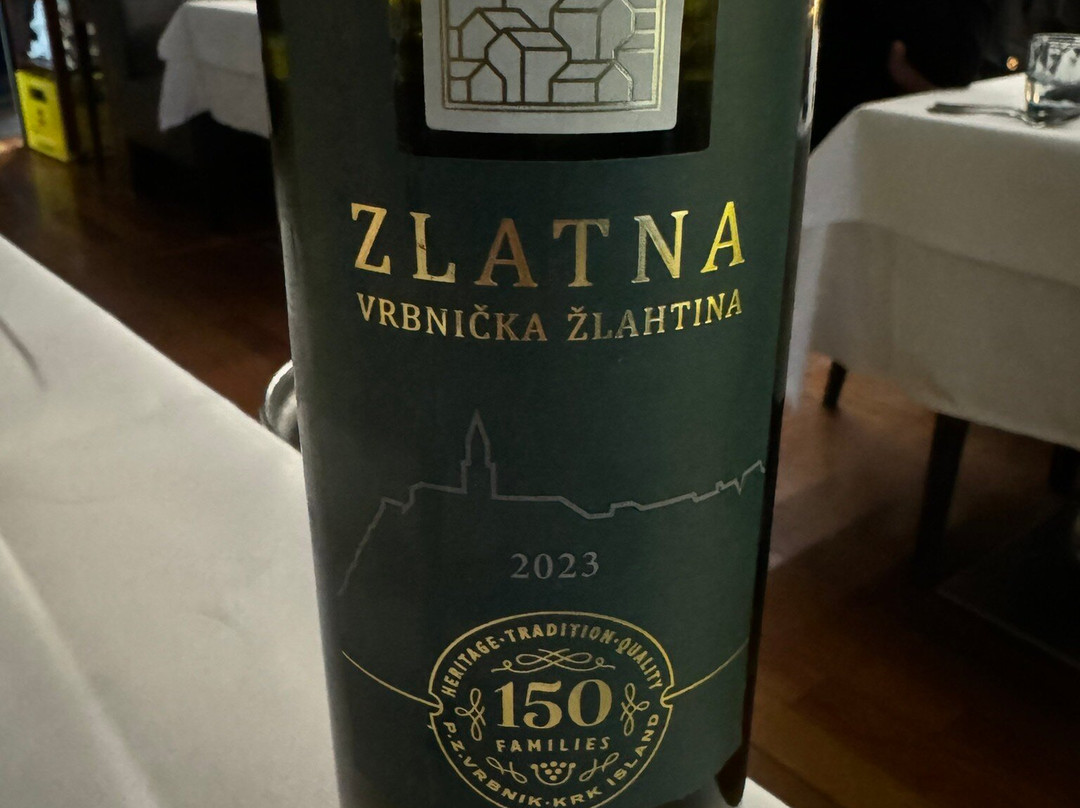 ZLATNA
VRBNIČKA ŽLAHTINA
2023
HERITAGE·TRADITION·QUALITY
150
FAMILIES
P.Z.VRBNIK·KRK ISLAND